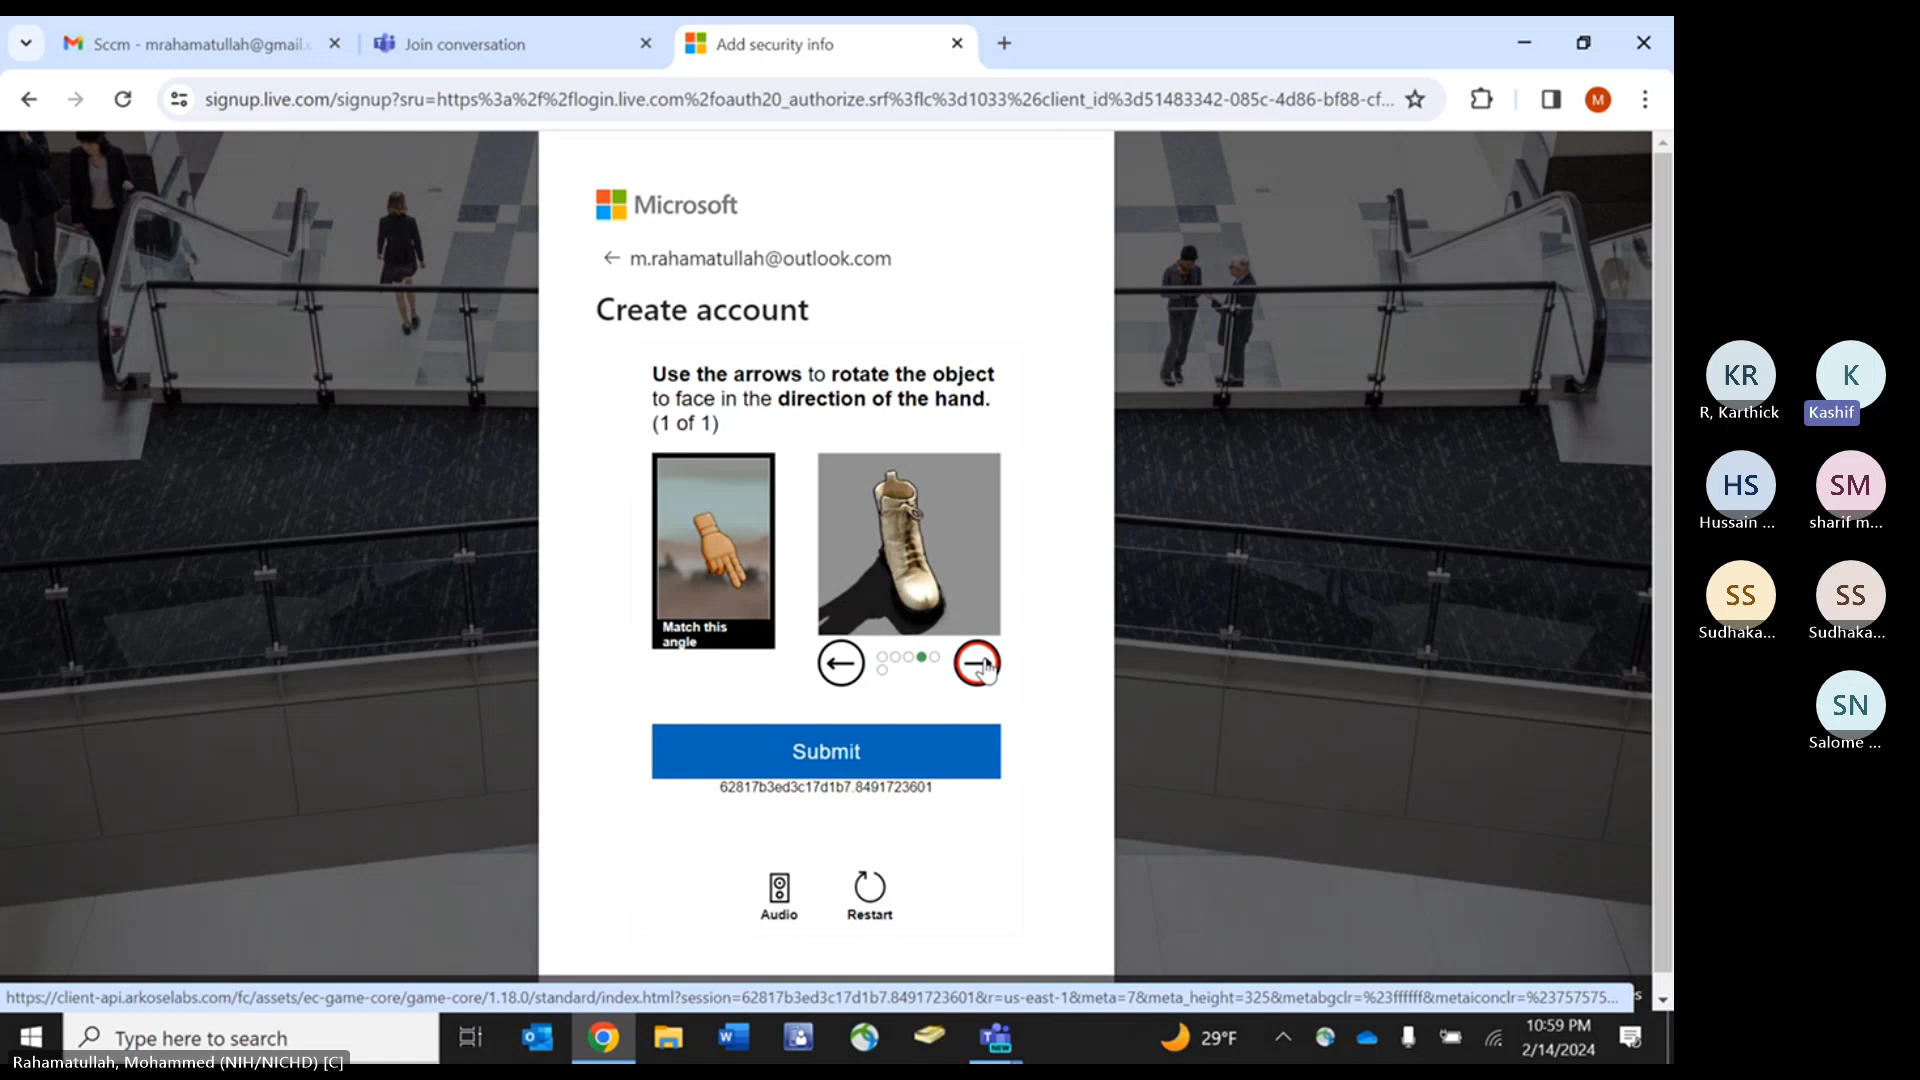 Sccm - mrahamatullah@gmail.c
Join conversation
Add security info
signup.live.com/signup?sru=https%3a%2f%2flogin.live.com%2foauth20_authorize.srf%3flc%3d1033%26client_id%3d51483342-085c-4d86-bf88-cf...
M
Microsoft
m.rahamatullah@outlook.com
Create account
Use the arrows to rotate the object
to face in the direction of the hand.
(1 of 1)
Match this
angle
Submit
62817b3ed3c17d1b7.8491723601
Audio
Restart
KR
R, Karthick
K
Kashif
HS
Hussain ...
SM
sharif m...
SS
Sudhaka...
SS
Sudhaka...
SN
Salome ...
https://client-api.arkoselabs.com/fc/assets/ec-game-core/game-core/1.18.0/standard/index.html?session=62817b3ed3c17d1b7.8491723601&r=us-east-1&meta=7&meta_height=325&metabgclr=%23ffffff&metaiconclr=%23757575...
Type here to search
NEW
29°F
10:59 PM
2/14/2024
Rahamatullah, Mohammed (NIH/NICHD) [C]